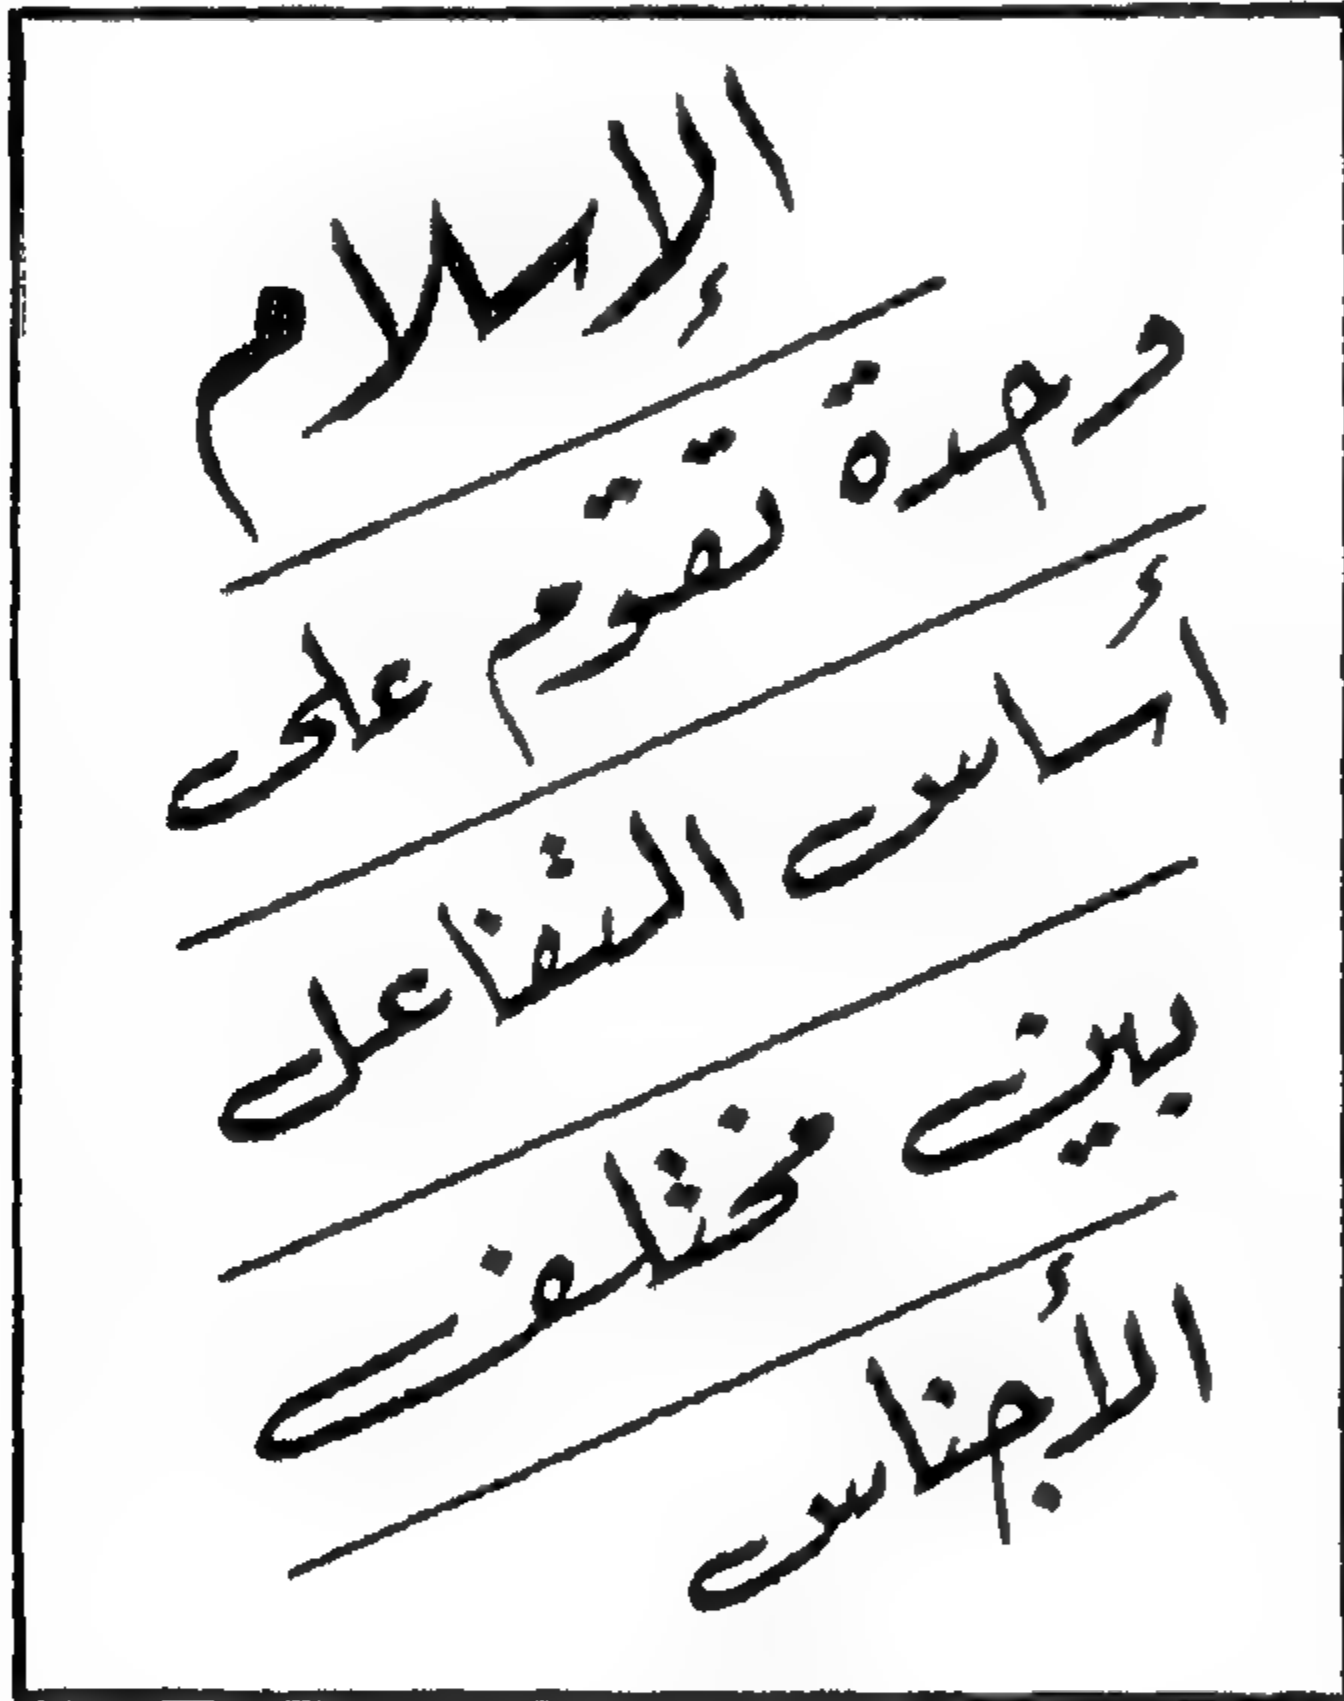 الإسلام
وحدة تقوم على
أساس التفاعل
بين مختلف
الأجناس